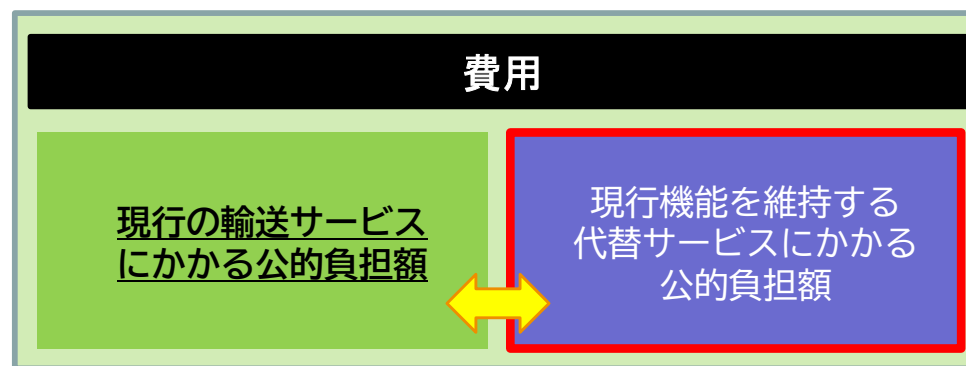 費用
現行の輸送サービス
にかかる公的負担額
現行機能を維持する
代替サービスにかかる
公的負担額